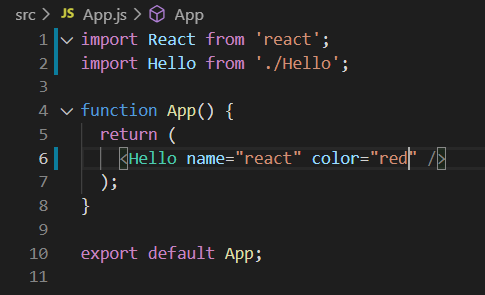 src > JS App.js > App
1 import React from 'react';
2 import Hello from './Hello';
3
4 function App() {
5   return (
6     <Hello name="react" color="red" />
7   );
8 }
9
10 export default App;
11